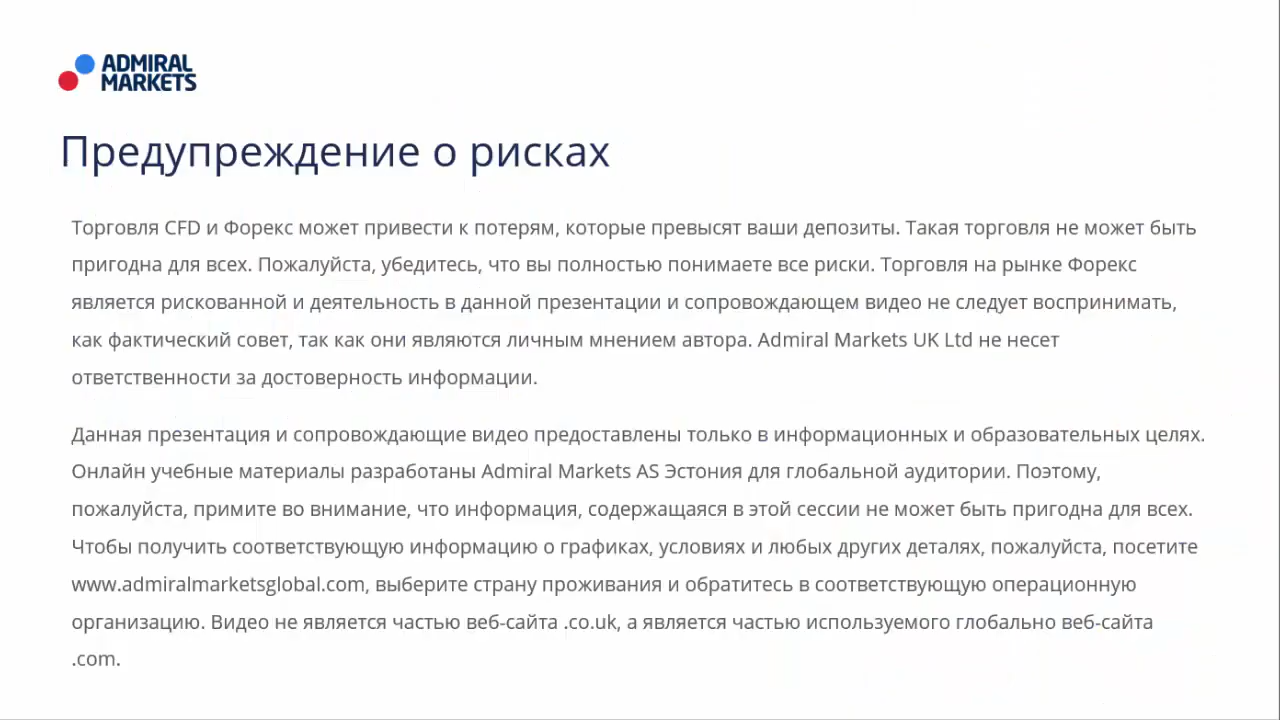 ADMIRAL
MARKETS
Предупреждение о рисках
Торговля CFD и Форекс может привести к потерям, которые превысят ваши депозиты. Такая торговля не может быть
пригодна для всех. Пожалуйста, убедитесь, что вы полностью понимаете все риски. Торговля на рынке Форекс
является рискованной и деятельность в данной презентации и сопровождающем видео не следует воспринимать,
как фактический совет, так как они являются личным мнением автора. Admiral Markets UK Ltd не несет
ответственности за достоверность информации.
Данная презентация и сопровождающие видео предоставлены только в информационных и образовательных целях.
Онлайн учебные материалы разработаны Admiral Markets AS Эстония для глобальной аудитории. Поэтому,
пожалуйста, примите во внимание, что информация, содержащаяся в этой сессии не может быть пригодна для всех.
Чтобы получить соответствующую информацию о графиках, условиях и любых других деталях, пожалуйста, посетите
www.admiralmarketsglobal.com, выберите страну проживания и обратитесь в соответствующую операционную
организацию. Видео не является частью веб-сайта .co.uk, а является частью используемого глобально веб-сайта
.com.